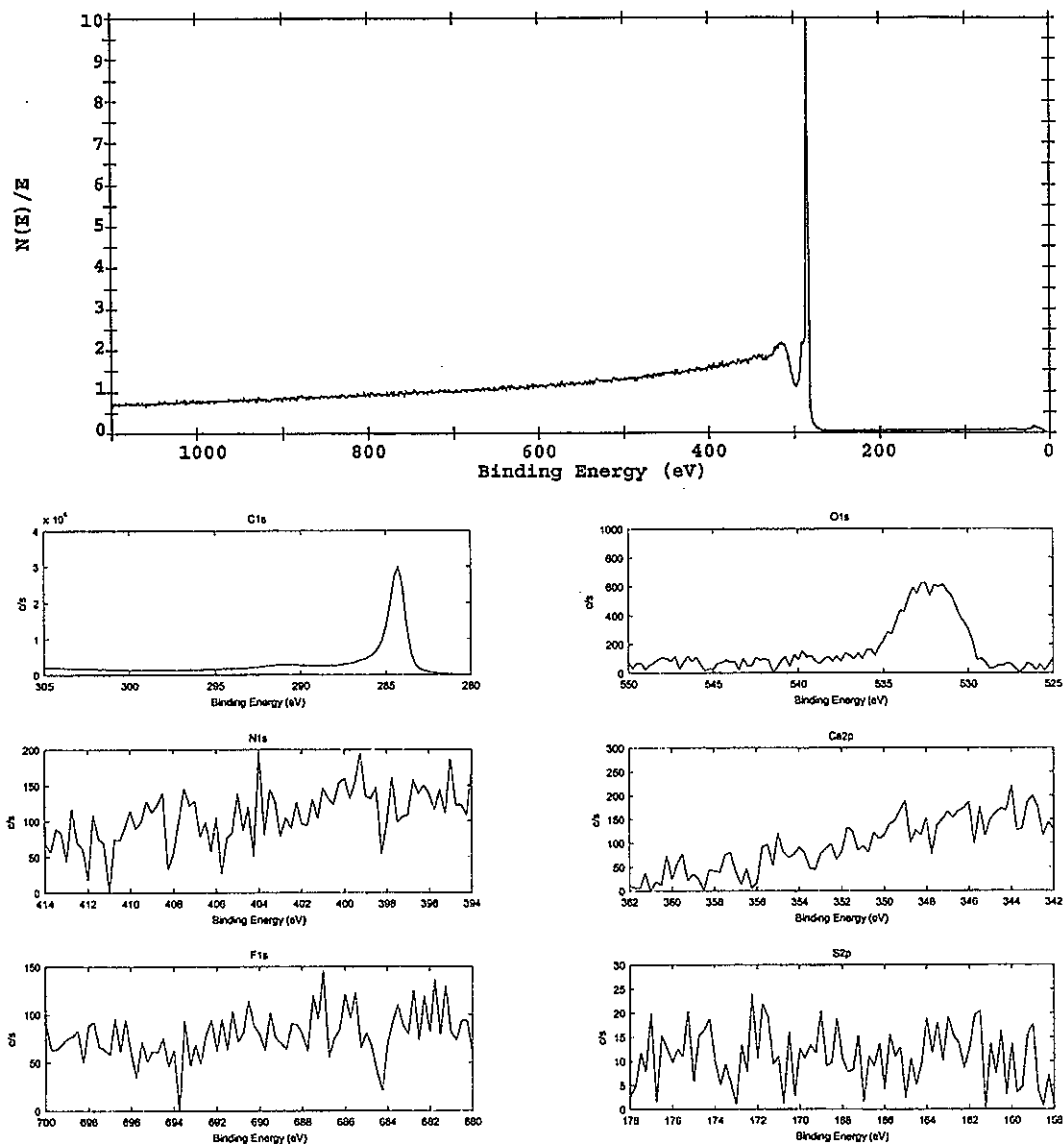 10
9
8
7
6
5
4
3
2
1
0
N(E)/E
1000 800 600 400 200 0
Binding Energy (eV)
C1s
x 10⁴
4
3
2
1
0
c/s
305 300 295 290 285 280
Binding Energy (eV)
O1s
1000
800
600
400
200
0
c/s
550 545 540 535 530 525
Binding Energy (eV)
N1s
200
150
100
50
0
c/s
414 412 410 408 406 404 402 400 398 396 394
Binding Energy (eV)
Ca2p
300
250
200
150
100
50
0
c/s
362 360 358 356 354 352 350 348 346 344 342
Binding Energy (eV)
F1s
150
100
50
0
c/s
700 698 696 694 692 690 688 686 684 682 680
Binding Energy (eV)
S2p
30
25
20
15
10
5
0
c/s
178 176 174 172 170 168 166 164 162 160 158
Binding Energy (eV)